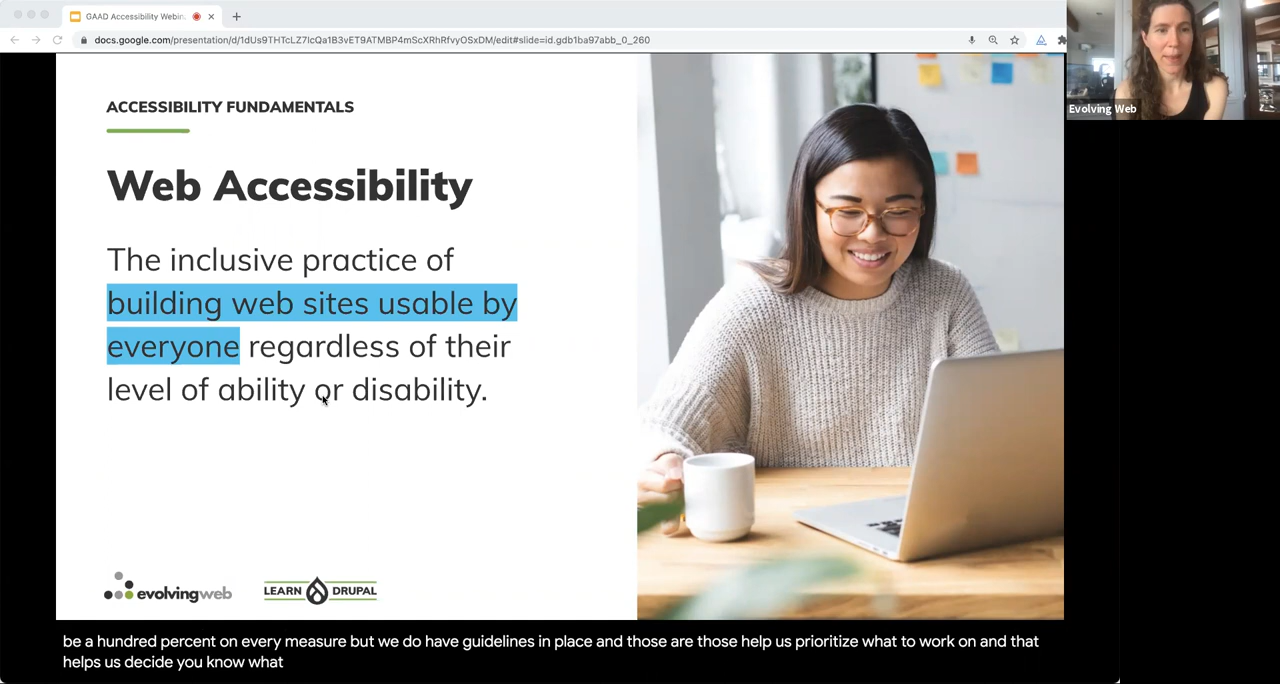 GAAD Accessibility Webin
docs.google.com/presentation/d/1dUs9THTcLZ7lcQa1B3vET9ATMBP4mScXRhRfvyOSxDM/edit#slide=id.gdb1ba97abb_0_260
Evolving Web
ACCESSIBILITY FUNDAMENTALS
Web Accessibility
The inclusive practice of
building web sites usable by
everyone regardless of their
level of ability or disability.
evolvingweb
LEARN DRUPAL
be a hundred percent on every measure but we do have guidelines in place and those are those help us prioritize what to work on and that
helps us decide you know what